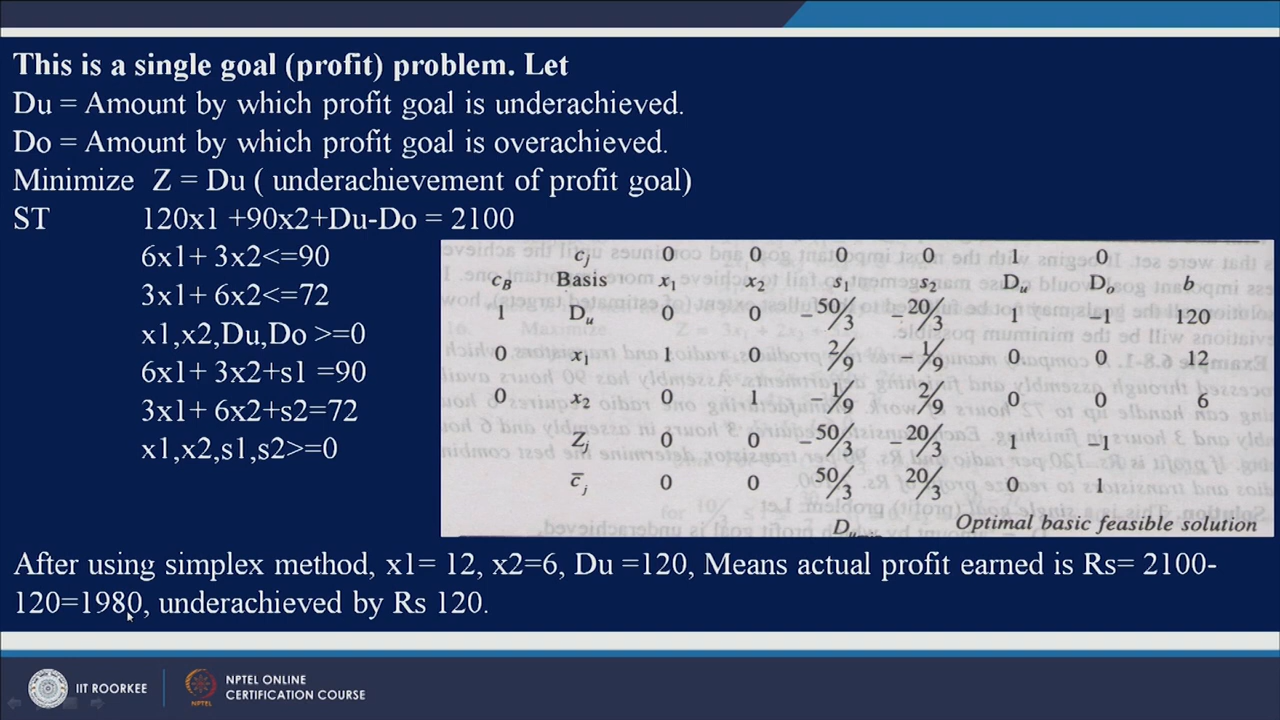 This is a single goal (profit) problem. Let
Du = Amount by which profit goal is underachieved.
Do = Amount by which profit goal is overachieved.
Minimize Z = Du ( underachievement of profit goal)
ST 120x1 +90x2+Du-Do = 2100
6x1+ 3x2<=90
3x1+ 6x2<=72
x1,x2,Du,Do >=0
6x1+ 3x2+s1 =90
3x1+ 6x2+s2=72
x1,x2,s1,s2>=0
cj 0 0 0 0 1 0
cB Basis x1 x2 s1 s2 Du Do b
1 Du 0 0 -50/3 -20/3 1 -1 120
0 x1 1 0 2/9 -1/9 0 0 12
0 x2 0 1 -1/9 2/9 0 0 6
Zj 0 0 -50/3 -20/3 1 -1
c̄j 0 0 50/3 20/3 0 1
Optimal basic feasible solution
After using simplex method, x1= 12, x2=6, Du =120, Means actual profit earned is Rs= 2100-
120=1980, underachieved by Rs 120.
IIT ROORKEE
NPTEL ONLINE
CERTIFICATION COURSE